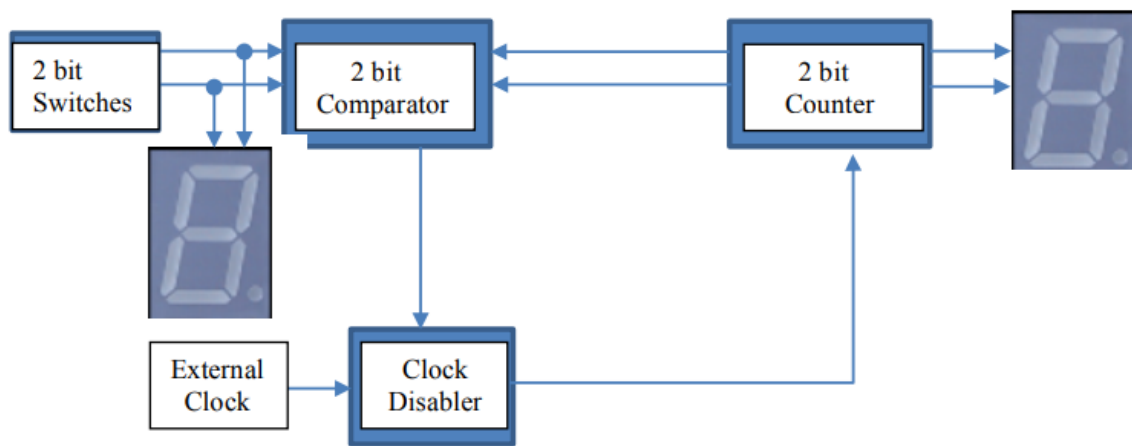 2 bit
Switches
2 bit
Comparator
2 bit
Counter
External
Clock
Clock
Disabler